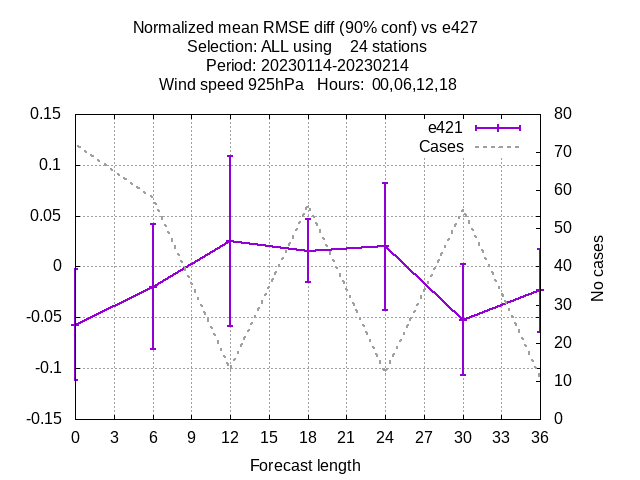 Normalized mean RMSE diff (90% conf) vs e427
Selection: ALL using    24 stations
Period: 20230114-20230214
Wind speed 925hPa   Hours:  00,06,12,18
e421
Cases
0.15
0.1
0.05
0
-0.05
-0.1
-0.15
80
70
60
50
40
30
20
10
0
No cases
0 3 6 9 12 15 18 21 24 27 30 33 36
Forecast length